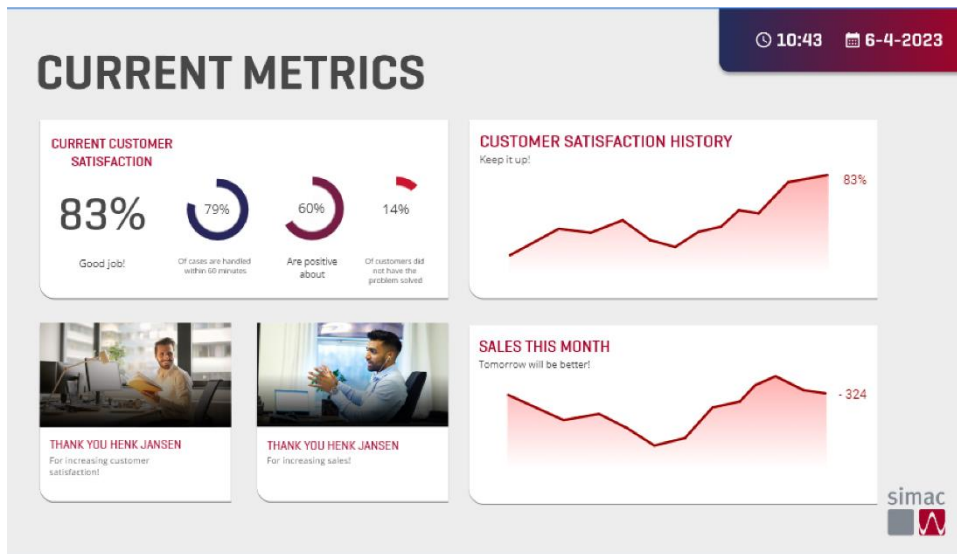 10:43 6-4-2023
CURRENT METRICS
CURRENT CUSTOMER
SATISFACTION
83%
Good job!
79%
Of cases are handled
within 60 minutes
60%
Are positive
about
14%
Of customers did
not have the
problem solved
CUSTOMER SATISFACTION HISTORY
Keep it up!
83%
THANK YOU HENK JANSEN
For increasing customer
satisfaction!
THANK YOU HENK JANSEN
For increasing sales!
SALES THIS MONTH
Tomorrow will be better!
- 324
simac